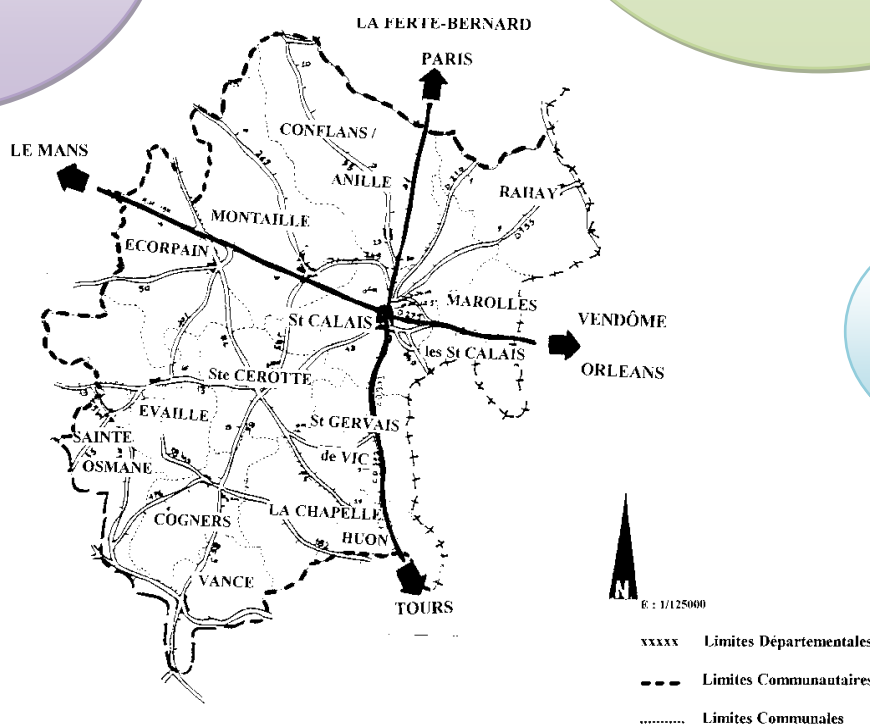 LA FERTE-BERNARD
PARIS
LE MANS
CONFLANS /
ANILLE
RAHAY
MONTAILLE
ECORPAIN
MAROLLES
St CALAIS
VENDÔME
les St CALAIS
ORLEANS
Ste CEROTTE
EVAILLE
St GERVAIS
de VIC
SAINTE
OSMANE
COGNERS
LA CHAPELLE
HUON
VANCE
TOURS
N
E : 1/125000
xxxxx Limites Départementales
Limites Communautaires
Limites Communales